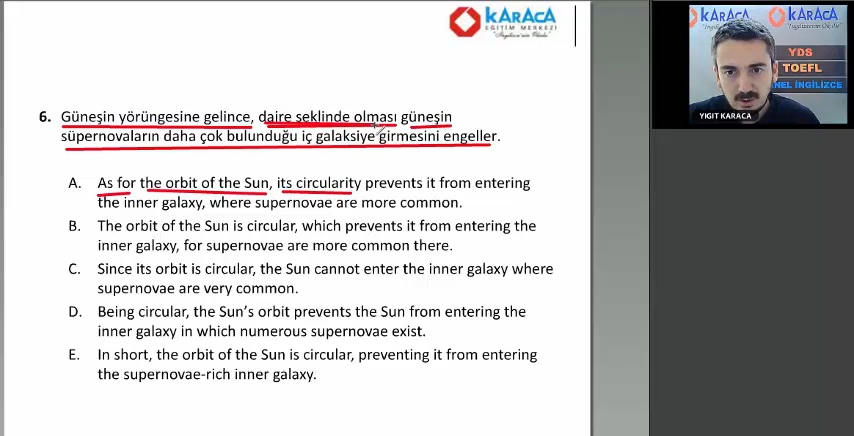 KARACA
EĞİTİM MERKEZİ
"İngilizce'nin Okulu"
6. Güneşin yörüngesine gelince, daire seklinde olması güneşin
süpernovaların daha çok bulunduğu iç galaksiye girmesini engeller.
A. As for the orbit of the Sun, its circularity prevents it from entering
the inner galaxy, where supernovae are more common.
B. The orbit of the Sun is circular, which prevents it from entering the
inner galaxy, for supernovae are more common there.
C. Since its orbit is circular, the Sun cannot enter the inner galaxy where
supernovae are very common.
D. Being circular, the Sun's orbit prevents the Sun from entering the
inner galaxy in which numerous supernovae exist.
E. In short, the orbit of the Sun is circular, preventing it from entering
the supernovae-rich inner galaxy.
KARACA
KARACA
YDS
TOEFL
NEL İNGİLİZCE
YIGIT KARACA